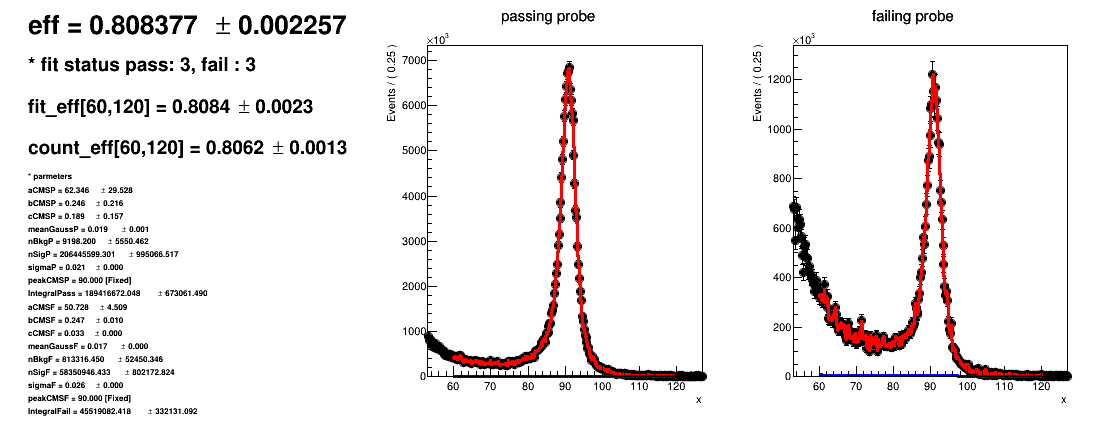 eff = 0.808377 ± 0.002257
* fit status pass: 3, fail : 3
fit_eff[60,120] = 0.8084 ± 0.0023
count_eff[60,120] = 0.8062 ± 0.0013
* parmeters
aCMSP = 62.346 ± 29.528
bCMSP = 0.246 ± 0.216
cCMSP = 0.189 ± 0.157
meanGaussP = 0.019 ± 0.001
nBkgP = 9198.200 ± 5550.462
nSigP = 206445599.301 ± 995066.517
sigmaP = 0.021 ± 0.000
peakCMSP = 90.000 [Fixed]
IntegralPass = 189416672.048 ± 673061.490
aCMSF = 50.728 ± 4.509
bCMSF = 0.247 ± 0.010
cCMSF = 0.033 ± 0.000
meanGaussF = 0.017 ± 0.000
nBkgF = 813316.450 ± 52450.346
nSigF = 58350946.433 ± 802172.824
sigmaF = 0.026 ± 0.000
peakCMSF = 90.000 [Fixed]
IntegralFail = 45519082.418 ± 332131.092
passing probe
×10³
Events / ( 0.25 )
7000
6000
5000
4000
3000
2000
1000
0
60 70 80 90 100 110 120
x
failing probe
×10³
Events / ( 0.25 )
1200
1000
800
600
400
200
0
60 70 80 90 100 110 120
x